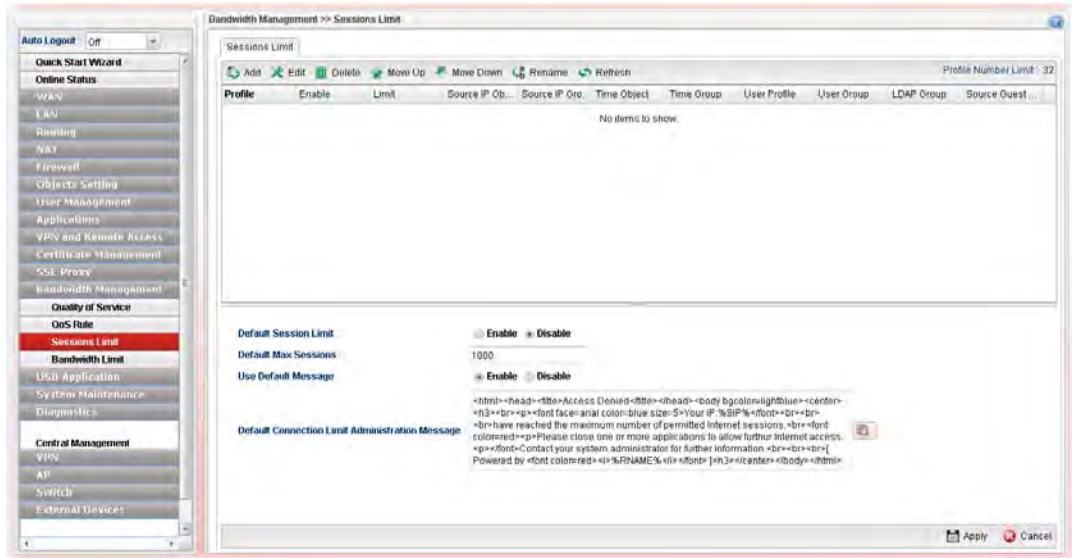 Bandwidth Management >> Sessions Limit
Auto Logout Off
Quick Start Wizard
Online Status
WAN
LAN
Routing
NAT
Firewall
Objects Setting
User Management
Applications
VPN and Remote Access
Certificate Management
SSL Proxy
Bandwidth Management
Quality of Service
QoS Rule
Sessions Limit
Bandwidth Limit
USB Application
System Maintenance
Diagnostics
Central Management
VPN
AP
Switch
External Devices
Sessions Limit
Add Edit Delete Move Up Move Down Rename Refresh Profile Number Limit : 32
Profile Enable Limit Source IP Ob... Source IP Gro... Time Object Time Group User Profile User Group LDAP Group Source Guest ...
No items to show.
Default Session Limit Enable Disable
Default Max Sessions 1000
Use Default Message Enable Disable
Default Connection Limit Administration Message
<html><head><title>Access Denied</title></head><body bgcolor=lightblue><center>
<h3><br><p><font face=arial color=blue size=5>Your IP:%SIP%</font><br><br>
<br>have reached the maximum number of permitted Internet sessions.<br><font
color=red><p>Please close one or more applications to allow furthur Internet access.
<p></font>Contact your system administrator for further information.<br><br><br>[
Powered by <font color=red><i>%RNAME%</i></font> ]<h3></center></body></html>
Apply Cancel